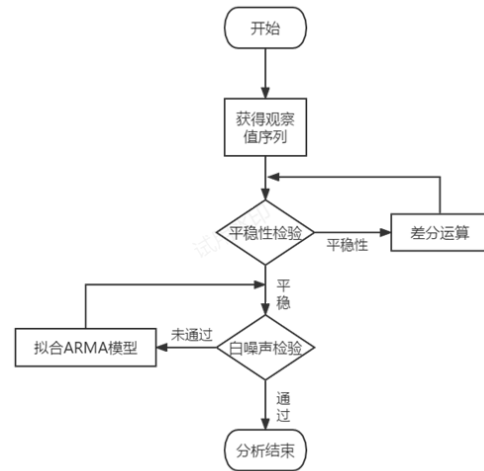 开始
获得观察
值序列
平稳性检验
平稳性
差分运算
平
稳
拟合ARMA模型
未通过
白噪声检验
通
过
分析结束